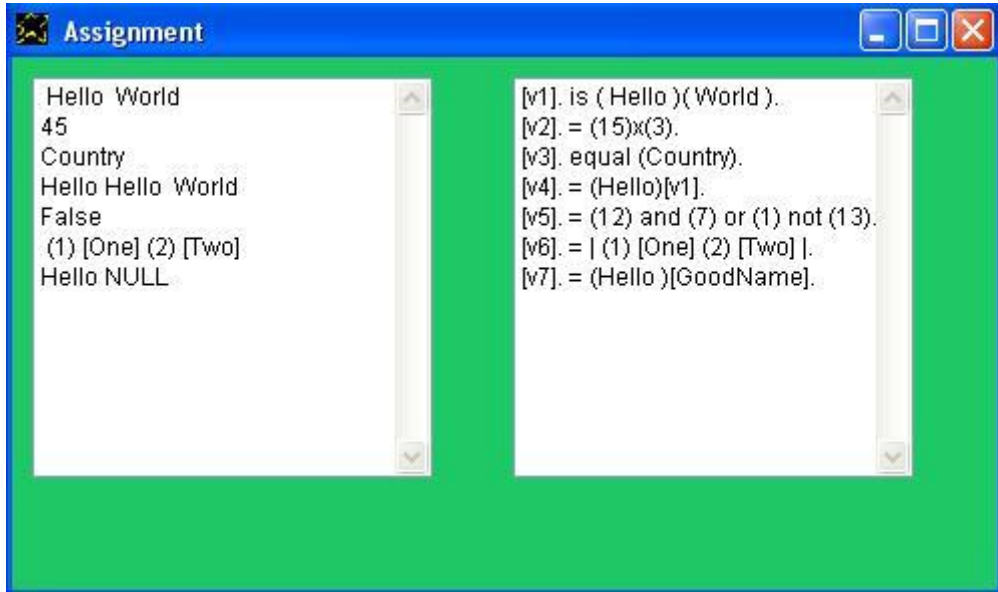 Assignment
 Hello  World
45
Country
Hello Hello  World
False
 (1) [One] (2) [Two]
Hello NULL
[v1]. is ( Hello )( World ).
[v2]. = (15)x(3).
[v3]. equal (Country).
[v4]. = (Hello)[v1].
[v5]. = (12) and (7) or (1) not (13).
[v6]. = | (1) [One] (2) [Two] |.
[v7]. = (Hello )[GoodName].